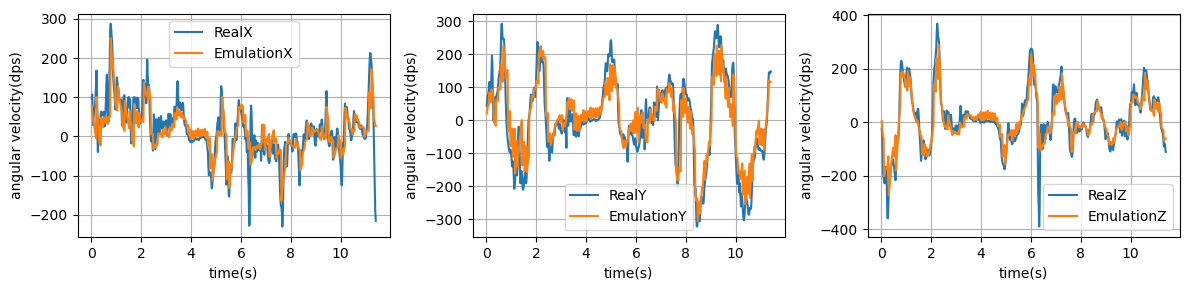 angular velocity(dps)
300
200
100
0
−100
−200
0 2 4 6 8 10
time(s)
RealX
EmulationX
angular velocity(dps)
300
200
100
0
−100
−200
−300
0 2 4 6 8 10
time(s)
RealY
EmulationY
angular velocity(dps)
400
200
0
−200
−400
0 2 4 6 8 10
time(s)
RealZ
EmulationZ